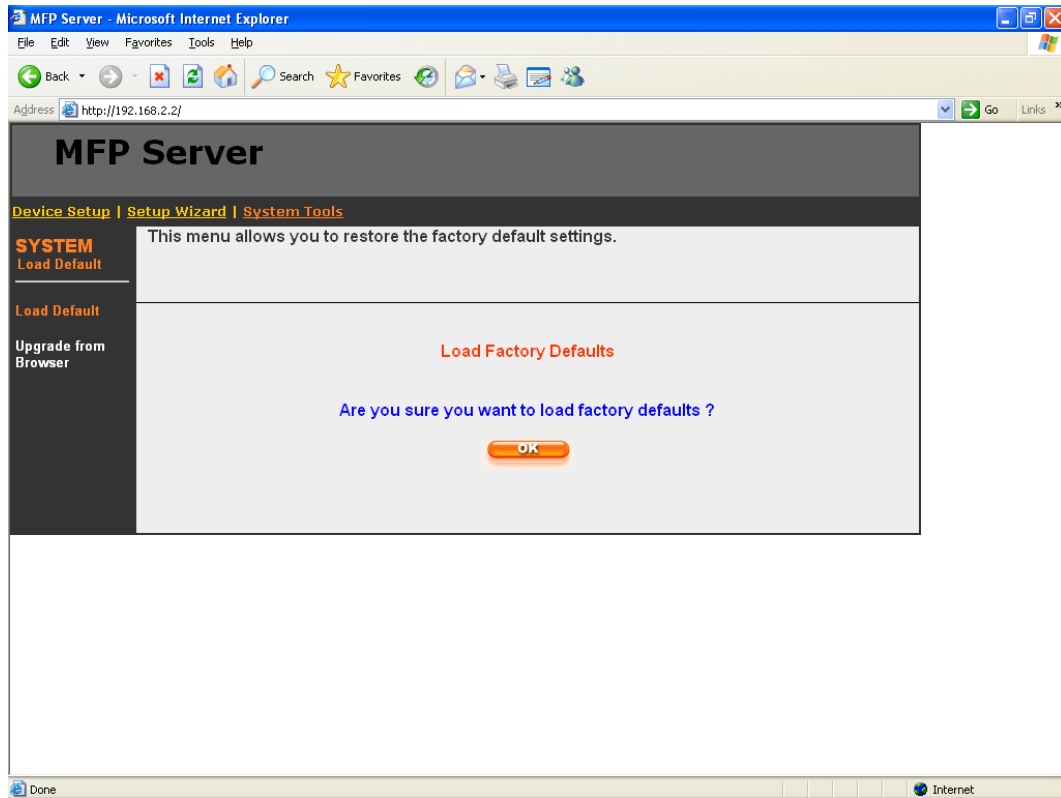 MFP Server - Microsoft Internet Explorer
File Edit View Favorites Tools Help
Back Search Favorites
Address http://192.168.2.2/ Go Links »
MFP Server
Device Setup | Setup Wizard | System Tools
SYSTEM
Load Default
This menu allows you to restore the factory default settings.
Load Default
Upgrade from
Browser
Load Factory Defaults
Are you sure you want to load factory defaults ?
OK
Done Internet